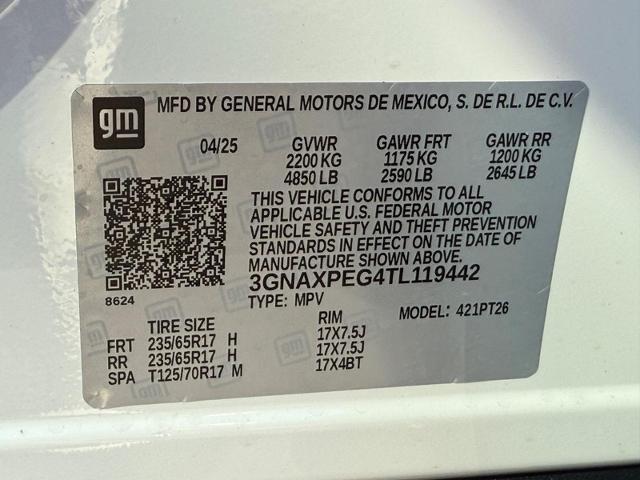 gm MFD BY GENERAL MOTORS DE MEXICO, S. DE R.L. DE C.V.
04/25 GVWR GAWR FRT GAWR RR
2200 KG 1175 KG 1200 KG
4850 LB 2590 LB 2645 LB
THIS VEHICLE CONFORMS TO ALL
APPLICABLE U.S. FEDERAL MOTOR
VEHICLE SAFETY AND THEFT PREVENTION
STANDARDS IN EFFECT ON THE DATE OF
MANUFACTURE SHOWN ABOVE.
3GNAXPEG4TL119442
8624
TYPE: MPV MODEL: 421PT26
TIRE SIZE RIM
FRT 235/65R17 H 17X7.5J
RR 235/65R17 H 17X7.5J
SPA T125/70R17 M 17X4BT